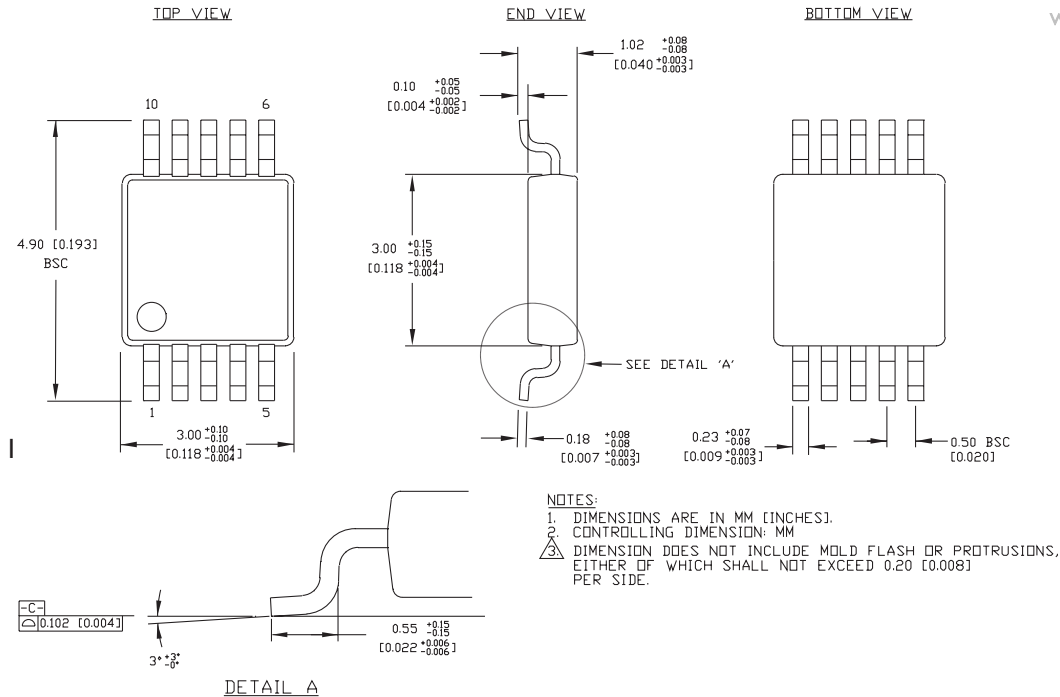 TOP VIEW
END VIEW
BOTTOM VIEW
1.02 +0.08 -0.08
[0.040 +0.003 -0.003]
0.10 +0.05 -0.05
[0.004 +0.002 -0.002]
10
6
4.90 [0.193]
BSC
3.00 +0.15 -0.15
[0.118 +0.004 -0.004]
SEE DETAIL 'A'
1
5
3.00 +0.10 -0.10
[0.118 +0.004 -0.004]
0.18 +0.08 -0.08
[0.007 +0.003 -0.003]
0.23 +0.07 -0.08
[0.009 +0.003 -0.003]
0.50 BSC
[0.020]
NOTES:
1. DIMENSIONS ARE IN MM [INCHES].
2. CONTROLLING DIMENSION: MM
3. DIMENSION DOES NOT INCLUDE MOLD FLASH OR PROTRUSIONS,
EITHER OF WHICH SHALL NOT EXCEED 0.20 [0.008]
PER SIDE.
-C-
0.102 [0.004]
3° +3° -0°
0.55 +0.15 -0.15
[0.022 +0.006 -0.006]
DETAIL A